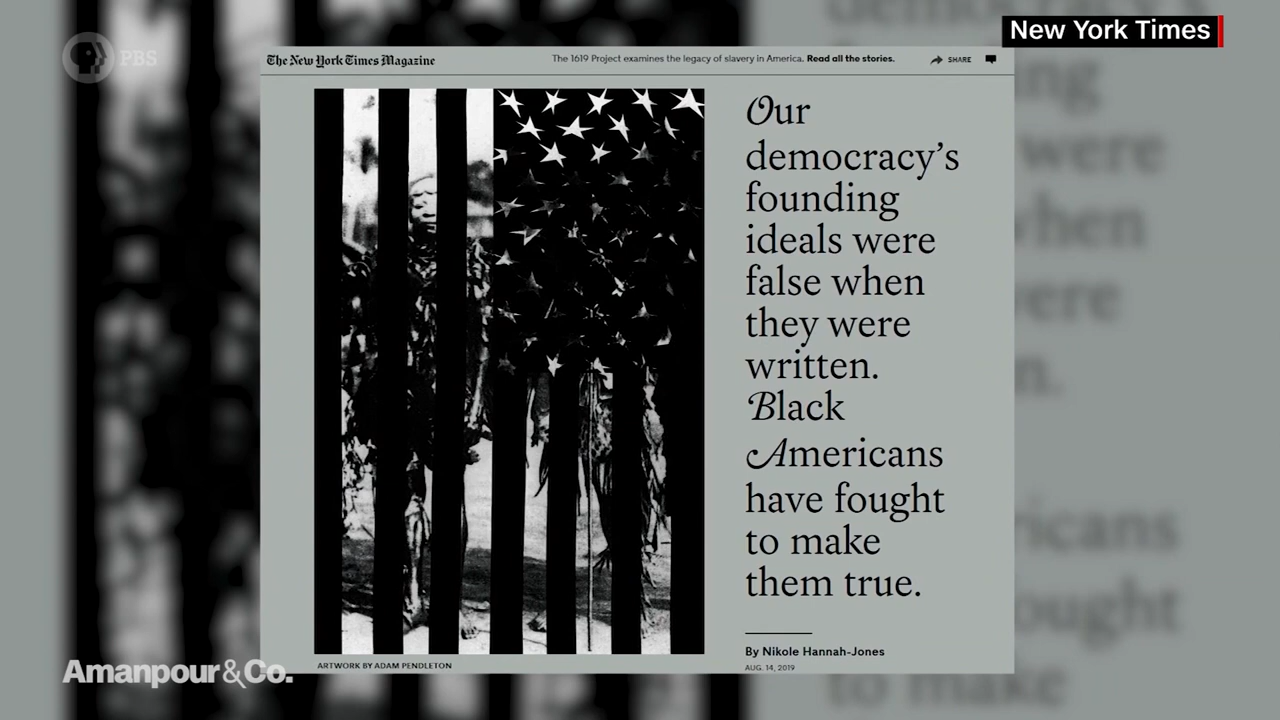 New York Times
PBS
The New York Times Magazine
The 1619 Project examines the legacy of slavery in America. Read all the stories.
SHARE
Our
democracy's
founding
ideals were
false when
they were
written.
Black
Americans
have fought
to make
them true.
By Nikole Hannah-Jones
AUG. 14, 2019
ARTWORK BY ADAM PENDLETON
Amanpour&Co.